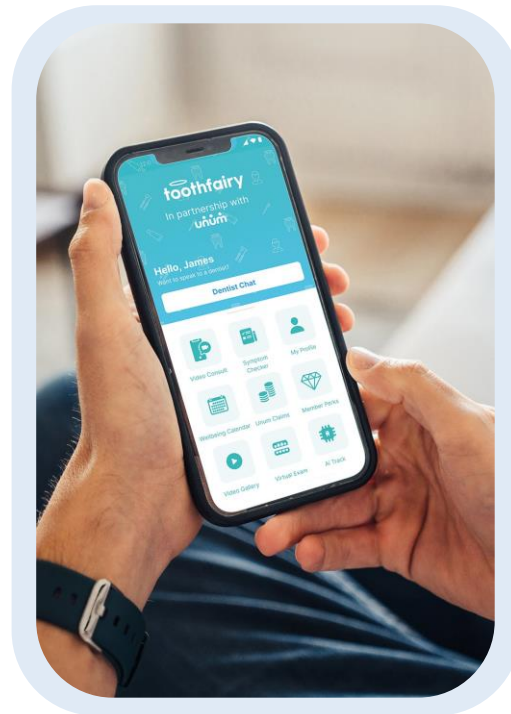 toothfairy
In partnership with
unum
Hello, James
Want to speak to a dentist?
Dentist Chat
Video Consult
Symptom
Checker
My Profile
Wellbeing Calendar
Unum Claims
Member Perks
Video Gallery
Virtual Exam
AI Track